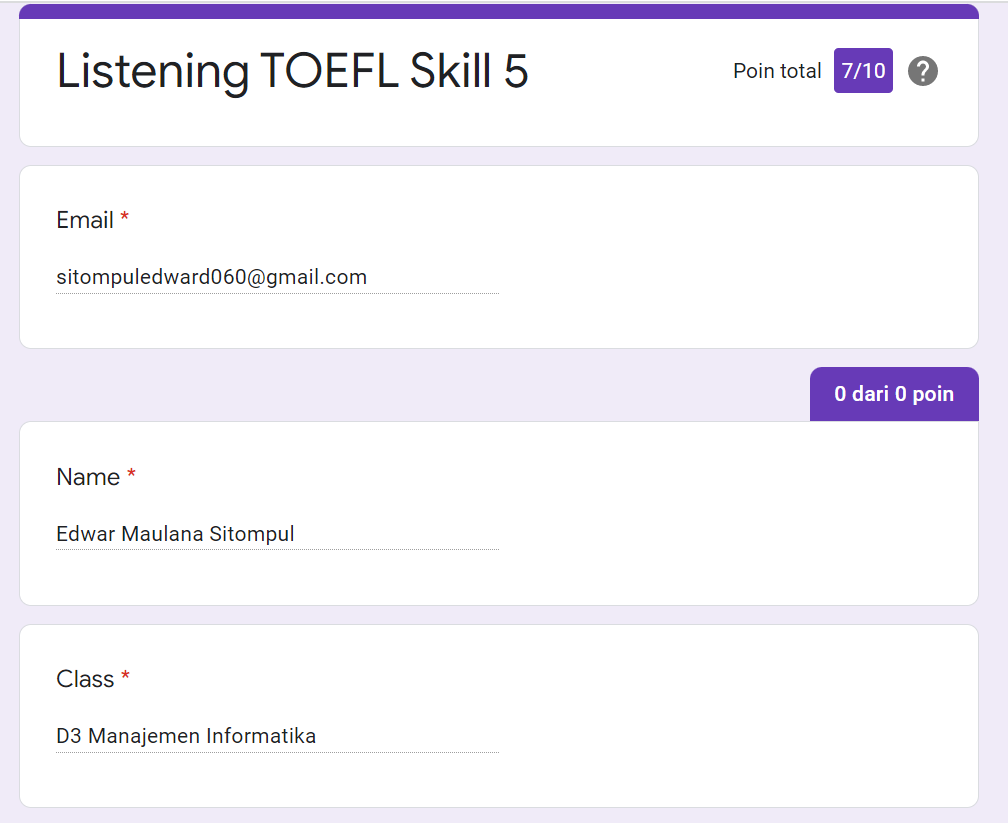 Listening TOEFL Skill 5
Poin total 7/10
Email *
sitompuledward060@gmail.com
0 dari 0 poin
Name *
Edwar Maulana Sitompul
Class *
D3 Manajemen Informatika